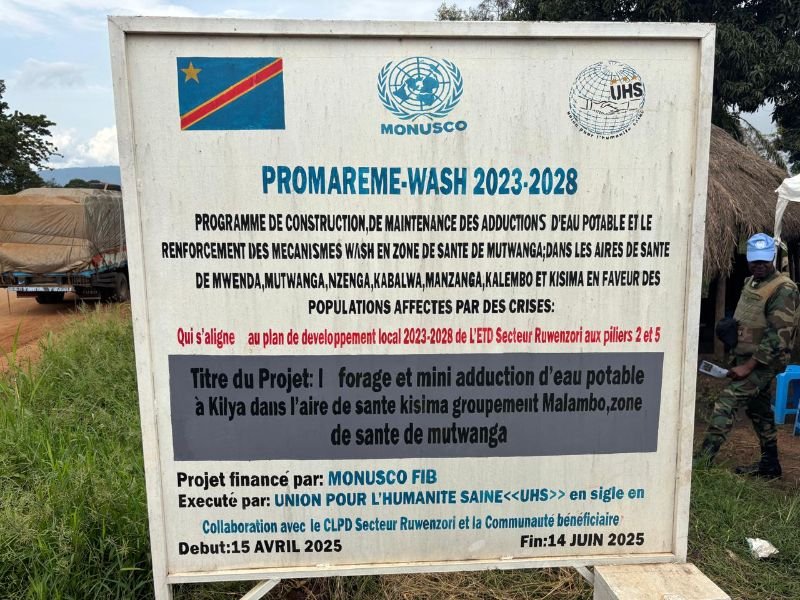 MONUSCO
UHS
PROMAREME-WASH 2023-2028
PROGRAMME DE CONSTRUCTION,DE MAINTENANCE DES ADDUCTIONS D'EAU POTABLE ET LE
RENFORCEMENT DES MECANISMES WASH EN ZONE DE SANTE DE MUTWANGA;DANS LES AIRES DE SANTE
DE MWENDA,MUTWANGA,NZENGA,KABALWA,MANZANGA,KALEMBO ET KISIMA EN FAVEUR DES
POPULATIONS AFFECTES PAR DES CRISES:
Qui s'aligne au plan de developpement local 2023-2028 de L'ETD Secteur Ruwenzori aux piliers 2 et 5
Titre du Projet: I forage et mini adduction d'eau potable
à Kilya dans l'aire de sante kisima groupement Malambo,zone
de sante de mutwanga
Projet financé par: MONUSCO FIB
Executé par: UNION POUR L'HUMANITE SAINE<<UHS>> en sigle en
Collaboration avec le CLPD Secteur Ruwenzori et la Communauté bénéficiaire
Debut:15 AVRIL 2025 Fin:14 JUIN 2025